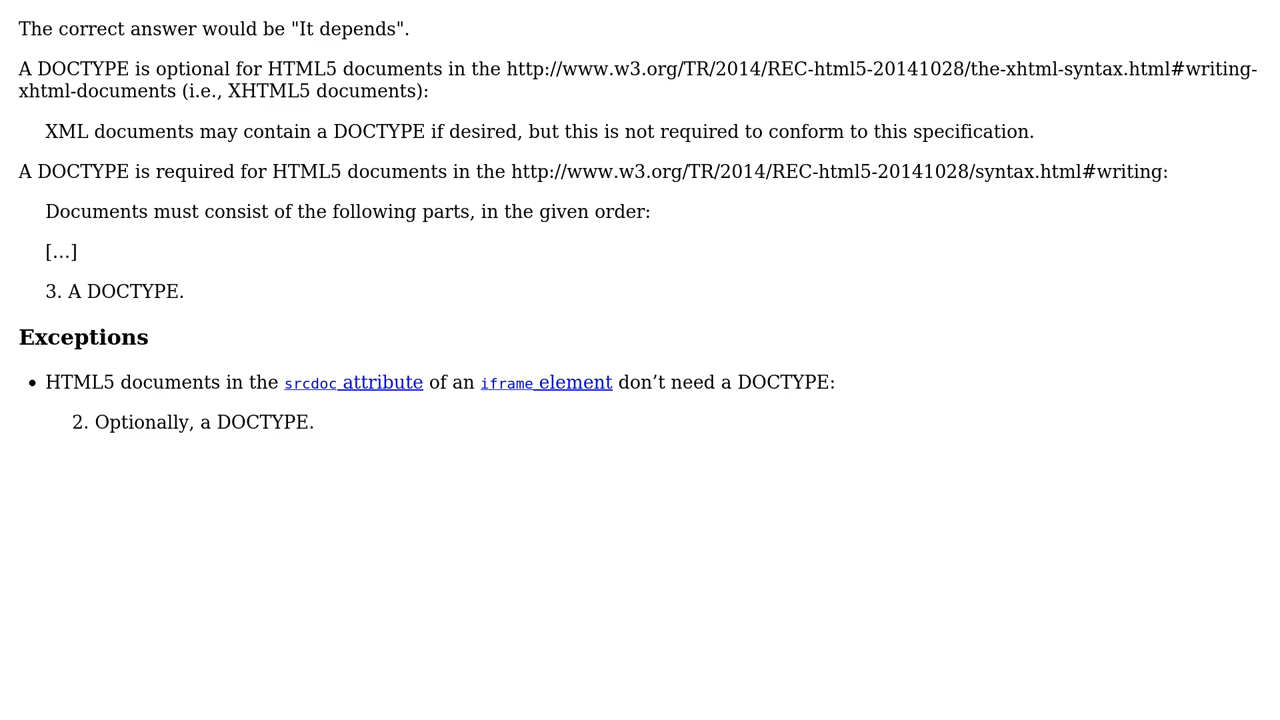 The correct answer would be "It depends".
A DOCTYPE is optional for HTML5 documents in the http://www.w3.org/TR/2014/REC-html5-20141028/the-xhtml-syntax.html#writing-
xhtml-documents (i.e., XHTML5 documents):
XML documents may contain a DOCTYPE if desired, but this is not required to conform to this specification.
A DOCTYPE is required for HTML5 documents in the http://www.w3.org/TR/2014/REC-html5-20141028/syntax.html#writing:
Documents must consist of the following parts, in the given order:
[…]
3. A DOCTYPE.
Exceptions
• HTML5 documents in the srcdoc attribute of an iframe element don’t need a DOCTYPE:
2. Optionally, a DOCTYPE.